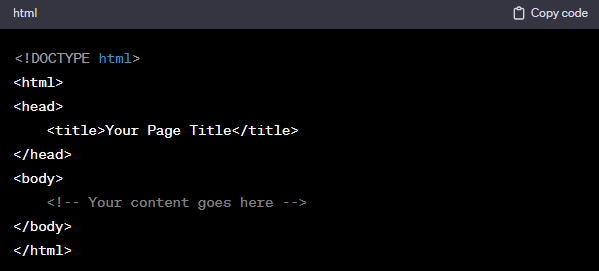 html Copy code
<!DOCTYPE html>
<html>
<head>
<title>Your Page Title</title>
</head>
<body>
<!-- Your content goes here -->
</body>
</html>